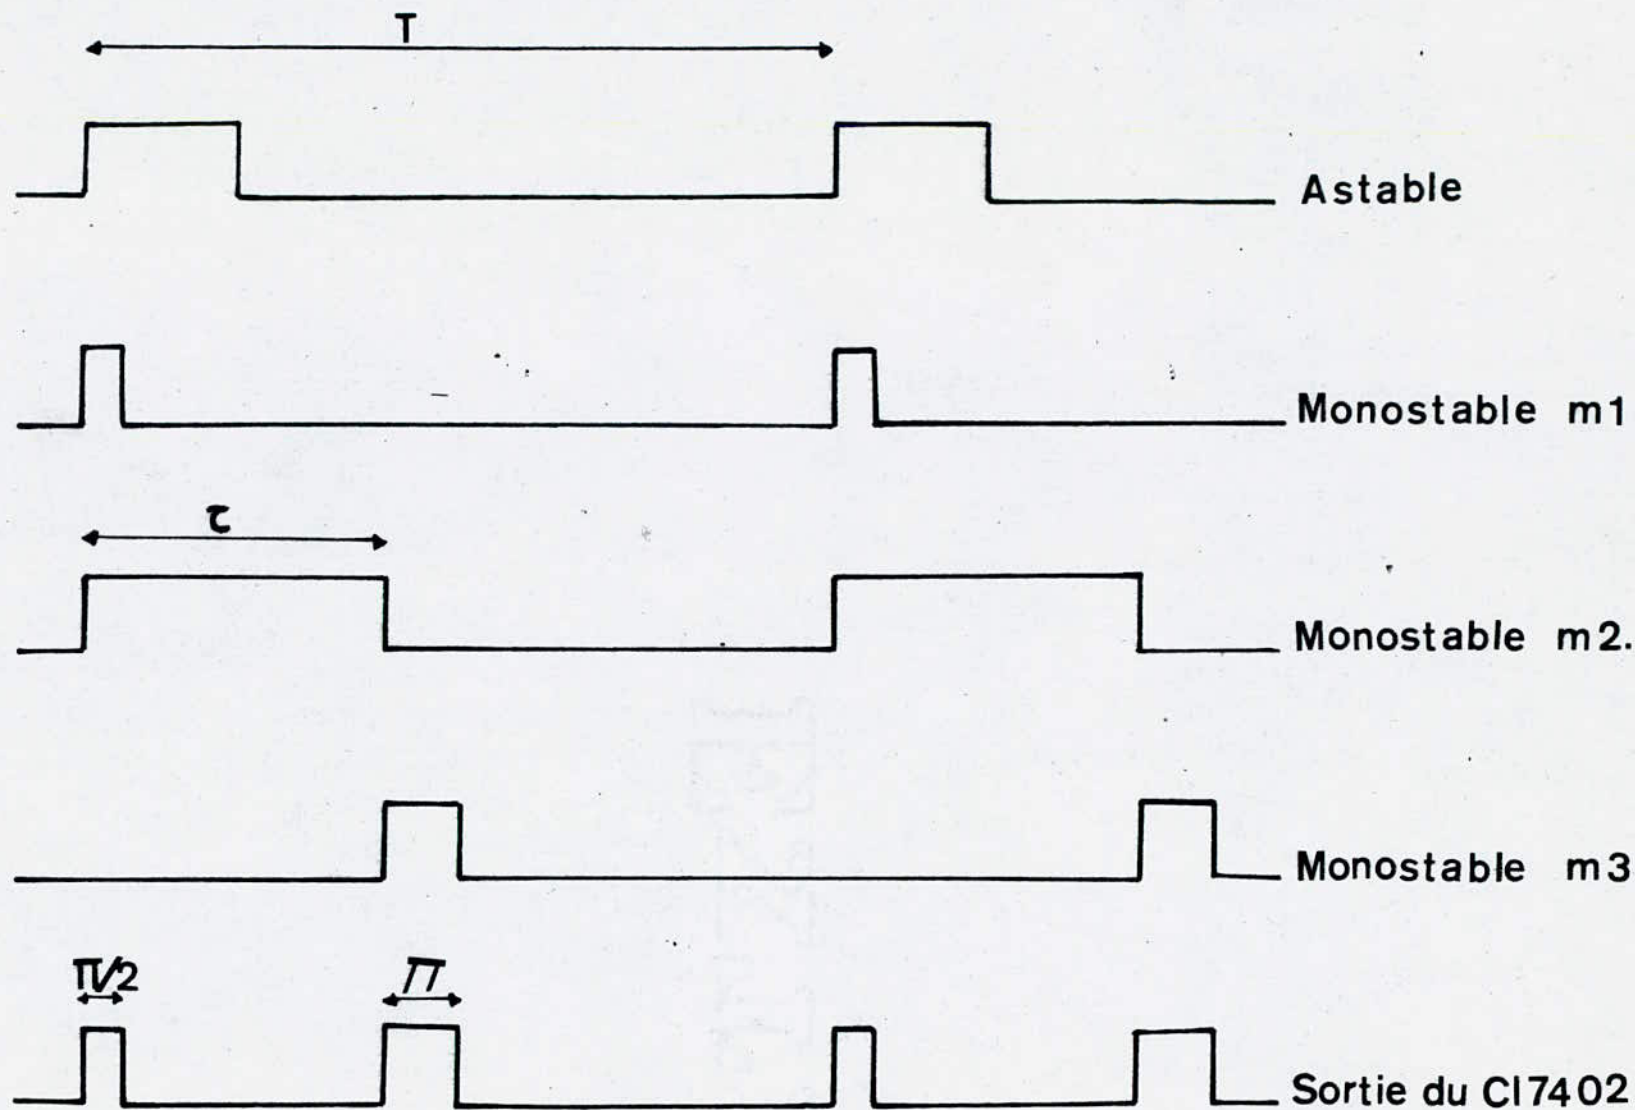 T
Astable
Monostable m1
τ
Monostable m2.
Monostable m3
π/2
π
Sortie du CI7402